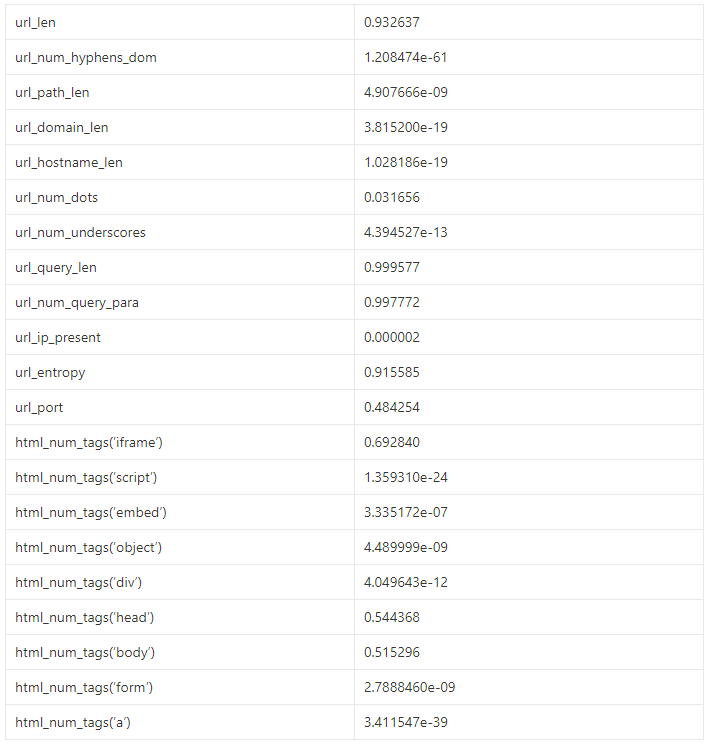 url_len 0.932637
url_num_hyphens_dom 1.208474e-61
url_path_len 4.907666e-09
url_domain_len 3.815200e-19
url_hostname_len 1.028186e-19
url_num_dots 0.031656
url_num_underscores 4.394527e-13
url_query_len 0.999577
url_num_query_para 0.997772
url_ip_present 0.000002
url_entropy 0.915585
url_port 0.484254
html_num_tags('iframe') 0.692840
html_num_tags('script') 1.359310e-24
html_num_tags('embed') 3.335172e-07
html_num_tags('object') 4.489999e-09
html_num_tags('div') 4.049643e-12
html_num_tags('head') 0.544368
html_num_tags('body') 0.515296
html_num_tags('form') 2.7888460e-09
html_num_tags('a') 3.411547e-39